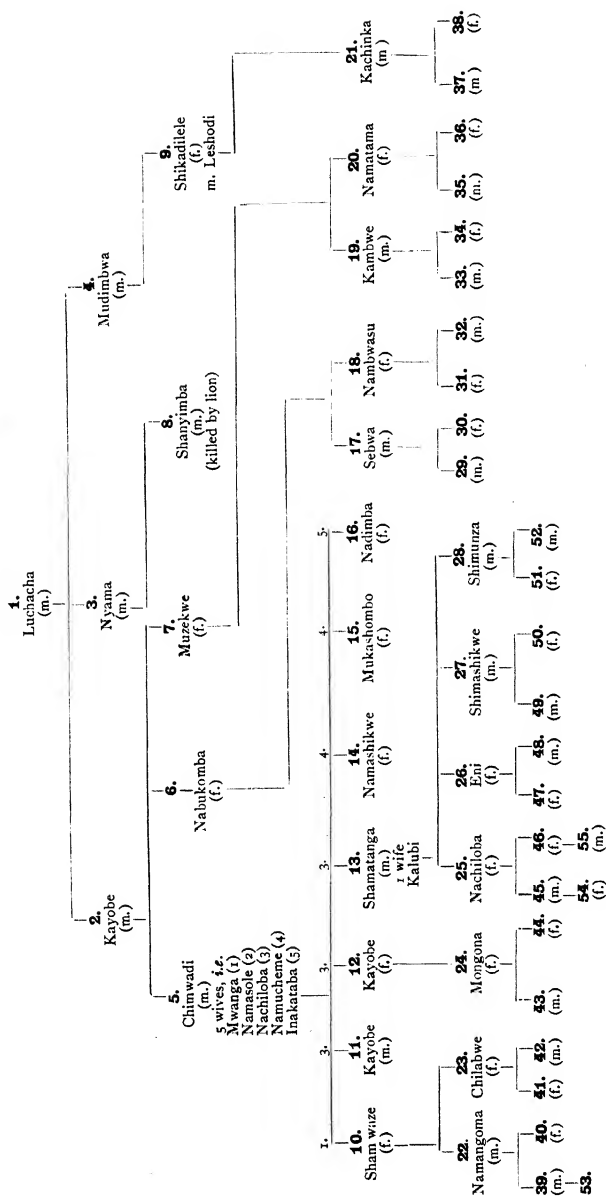 1.
Luchacha
(m.)
2.
Kayobe
(m.)
3.
Nyama
(m.)
4.
Mudimbwa
(m.)
5.
Chimwadi
(m.)
5 wives, i.e.
Mwanga (1)
Namasole (2)
Nachiloba (3)
Namucheme (4)
Inakataba (5)
6.
Nabukomba
(f.)
7.
Muzekwe
(f.)
8.
Shanyimba
(m.)
(killed by lion)
9.
Shikadilele
(f.)
m. Leshodi
1.
10.
Shamwaze
(f.)
3.
11.
Kayobe
(m.)
3.
12.
Kayobe
(f.)
3.
13.
Shamatanga
(m.)
1 wife
Kalubi
4.
14.
Namashikwe
(f.)
4.
15.
Mukashombo
(f.)
5.
16.
Nadimba
(f.)
17.
Sebwa
(m.)
18.
Nambwasu
(f.)
19.
Kambwe
(m.)
20.
Namatama
(f.)
21.
Kachinka
(m)
22.
Namangoma
(m.)
23.
Chilabwe
(f.)
24.
Mongona
(f.)
25.
Nachiloba
(f.)
26.
Eni
(f.)
27.
Shimashikwe
(m.)
28.
Shimunza
(m.)
29.
(m.)
30.
(f.)
31.
(f.)
32.
(m.)
33.
(m.)
34.
(f.)
35.
(m.)
36.
(f.)
37.
(m)
38.
(f.)
39.
(m.)
40.
(f.)
41.
(f.)
42.
(m.)
43.
(m.)
44.
(f.)
45.
(m.)
46.
(f.)
47.
(f.)
48.
(m.)
49.
(m.)
50.
(f.)
51.
(f.)
52.
(m.)
53.
54.
(f.)
55.
(m.)